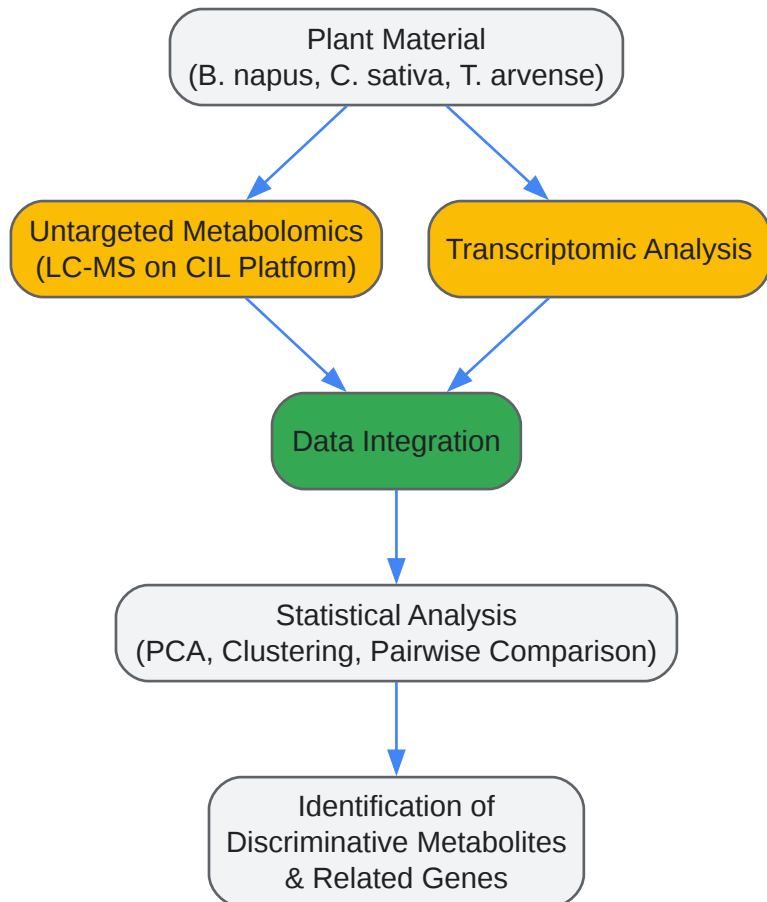 Plant Material
(B. napus, C. sativa, T. arvense)
Untargeted Metabolomics
(LC-MS on CIL Platform)
Transcriptomic Analysis
Data Integration
Statistical Analysis
(PCA, Clustering, Pairwise Comparison)
Identification of
Discriminative Metabolites
& Related Genes